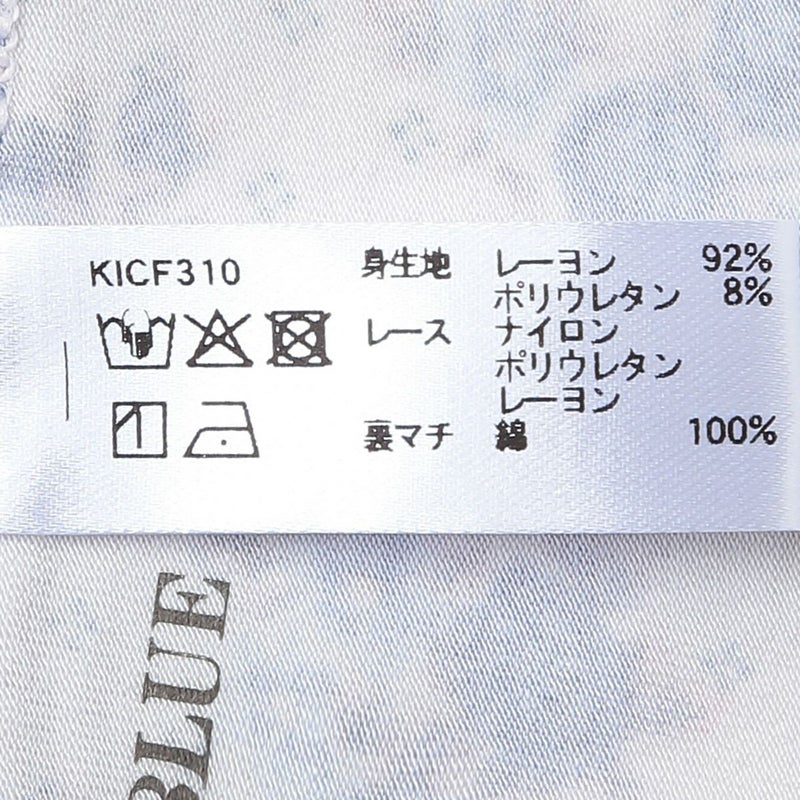 KICF310
身生地 レーヨン 92%
ポリウレタン 8%
レース ナイロン
ポリウレタン
レーヨン
裏マチ 綿 100%
BLUE